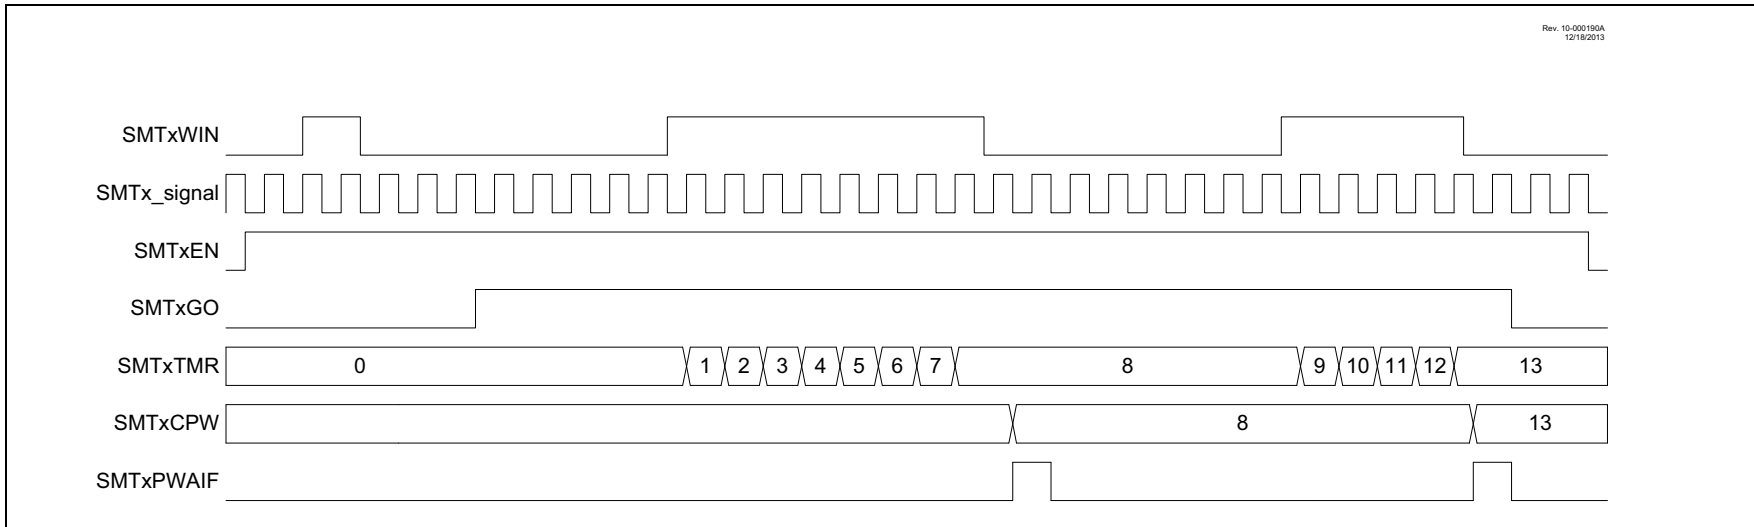 Rev. 10-000190A
12/18/2013
SMTxWIN
SMTx_signal
SMTxEN
SMTxGO
SMTxTMR 0 1 2 3 4 5 6 7 8 9 10 11 12 13
SMTxCPW 8 13
SMTxPWAIF